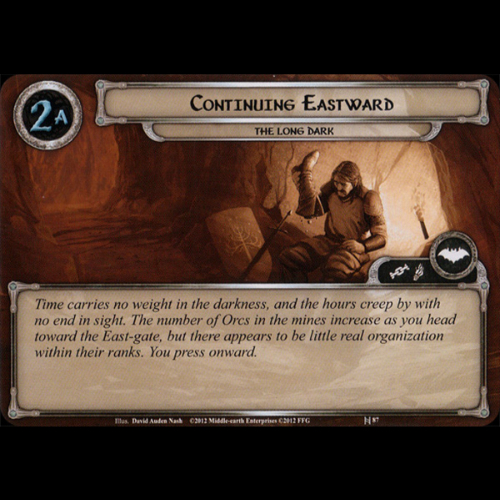 2A
Continuing Eastward
The Long Dark
Time carries no weight in the darkness, and the hours creep by with
no end in sight. The number of Orcs in the mines increase as you head
toward the East-gate, but there appears to be little real organization
within their ranks. You press onward.
Illus. David Auden Nash ©2012 Middle-earth Enterprises ©2012 FFG 87